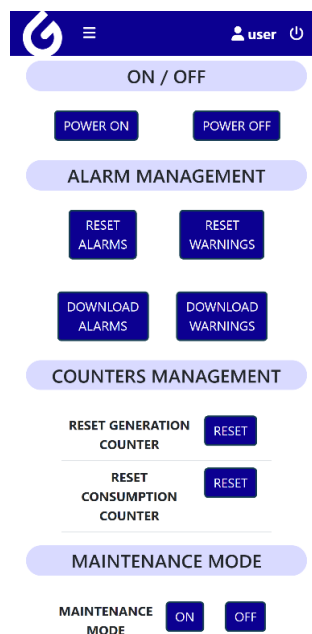 user
ON / OFF
POWER ON POWER OFF
ALARM MANAGEMENT
RESET
ALARMS
RESET
WARNINGS
DOWNLOAD
ALARMS
DOWNLOAD
WARNINGS
COUNTERS MANAGEMENT
RESET GENERATION
COUNTER
RESET
RESET
CONSUMPTION
COUNTER
RESET
MAINTENANCE MODE
MAINTENANCE
MODE
ON OFF